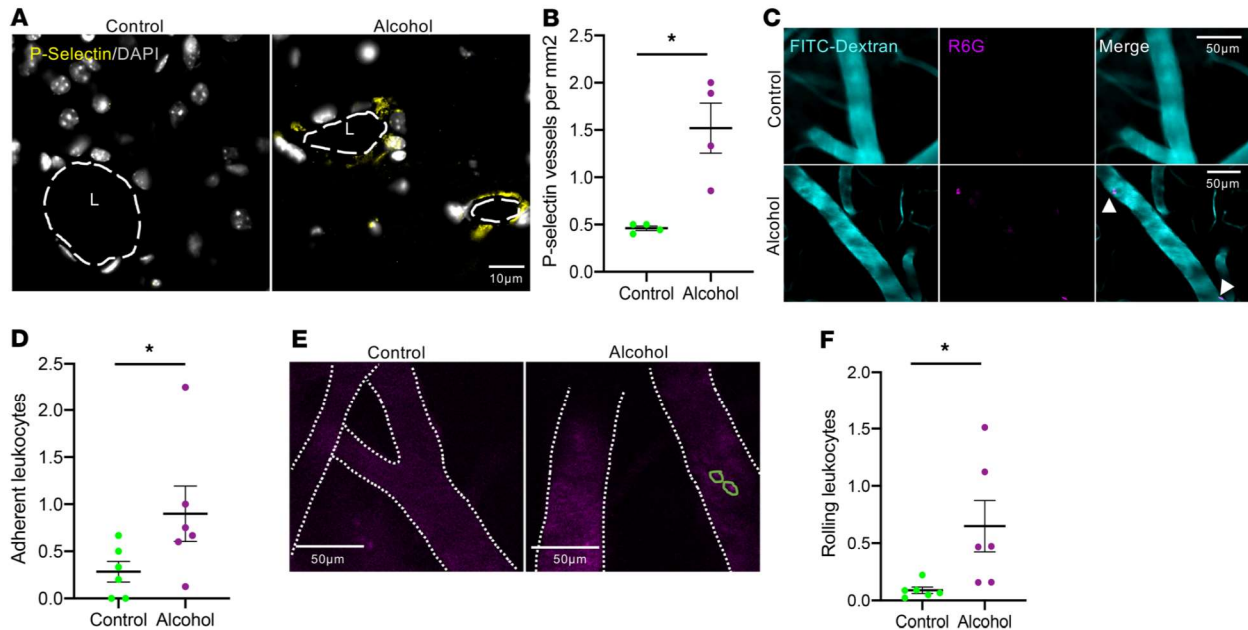 A
Control
Alcohol
P-Selectin/DAPI
L
L
10µm
B
P-selectin vessels per mm2
2.5
2.0
1.5
1.0
0.5
0.0
*
Control
Alcohol
C
FITC-Dextran
R6G
Merge
50µm
Control
50µm
Alcohol
D
Adherent leukocytes
2.5
2.0
1.5
1.0
0.5
0.0
*
Control
Alcohol
E
Control
Alcohol
50µm
50µm
F
Rolling leukocytes
2.0
1.5
1.0
0.5
0.0
*
Control
Alcohol